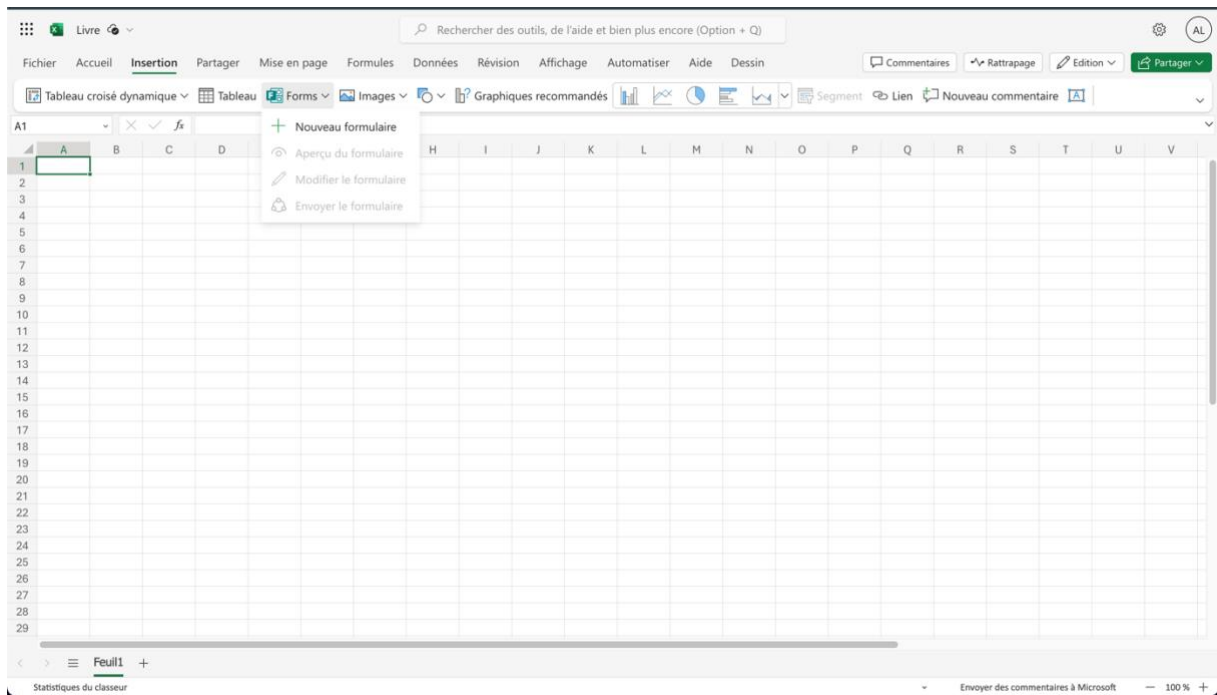 Livre
Rechercher des outils, de l'aide et bien plus encore (Option + Q)
AL
Fichier Accueil Insertion Partager Mise en page Formules Données Révision Affichage Automatiser Aide Dessin Commentaires Rattrapage Edition Partager
Tableau croisé dynamique Tableau Forms Images Graphiques recommandés Segment Lien Nouveau commentaire A
A1 fx
Nouveau formulaire
Aperçu du formulaire
Modifier le formulaire
Envoyer le formulaire
A B C D H I J K L M N O P Q R S T U V
1
2
3
4
5
6
7
8
9
10
11
12
13
14
15
16
17
18
19
20
21
22
23
24
25
26
27
28
29
Feuil1 +
Statistiques du classeur Envoyer des commentaires à Microsoft — 100 % +